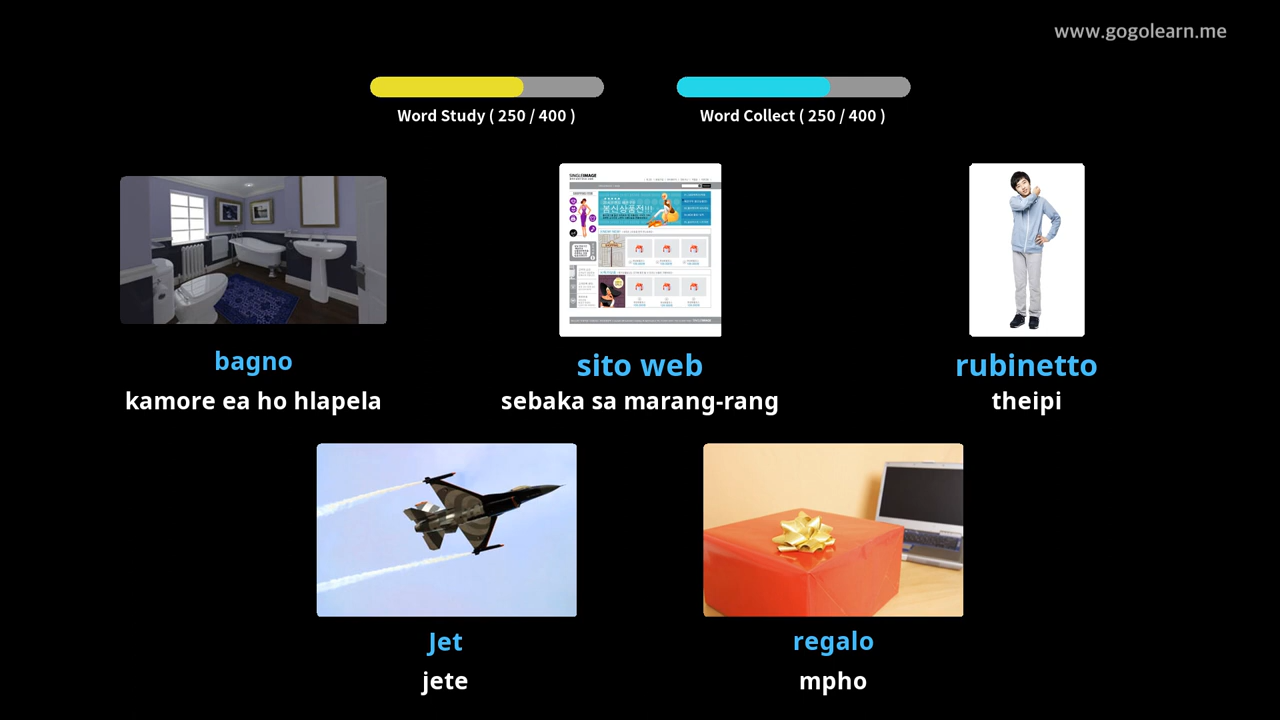 www.gogolearn.me
Word Study ( 250 / 400 )
Word Collect ( 250 / 400 )
bagno
kamore ea ho hlapela
sito web
sebaka sa marang-rang
rubinetto
theipi
Jet
jete
regalo
mpho